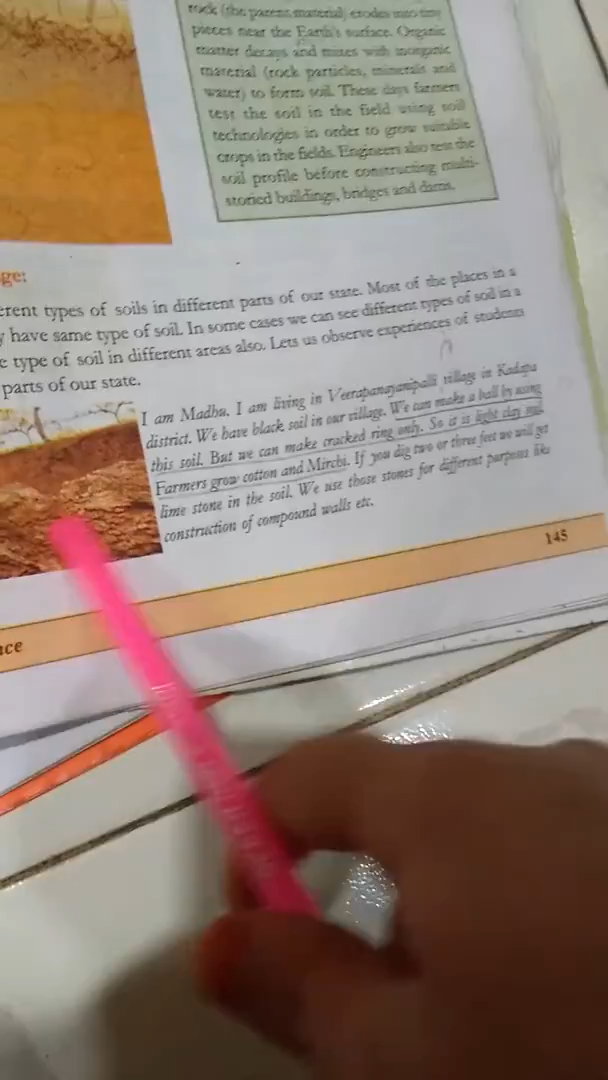 rock (the parent material) erodes into tiny
pieces near the Earth's surface. Organic
matter decays and mixes with inorganic
material (rock particles, minerals and
water) to form soil. These days farmers
test the soil in the field using soil
technologies in order to grow suitable
crops in the fields. Engineers also test the
soil profile before constructing multi-
storied buildings, bridges and dams.
ge:
erent types of soils in different parts of our state. Most of the places in a
y have same type of soil. In some cases we can see different types of soil in a
e type of soil in different areas also. Lets us observe experiences of students
parts of our state.
I am Madhu. I am living in Veerapanayanipalli village in Kadapa
district. We have black soil in our village. We can make a ball by using
this soil. But we can make cracked ring only. So it is light clay soil.
Farmers grow cotton and Mirchi. If you dig two or three feet we will get
lime stone in the soil. We use those stones for different purposes like
construction of compound walls etc.
145
nce